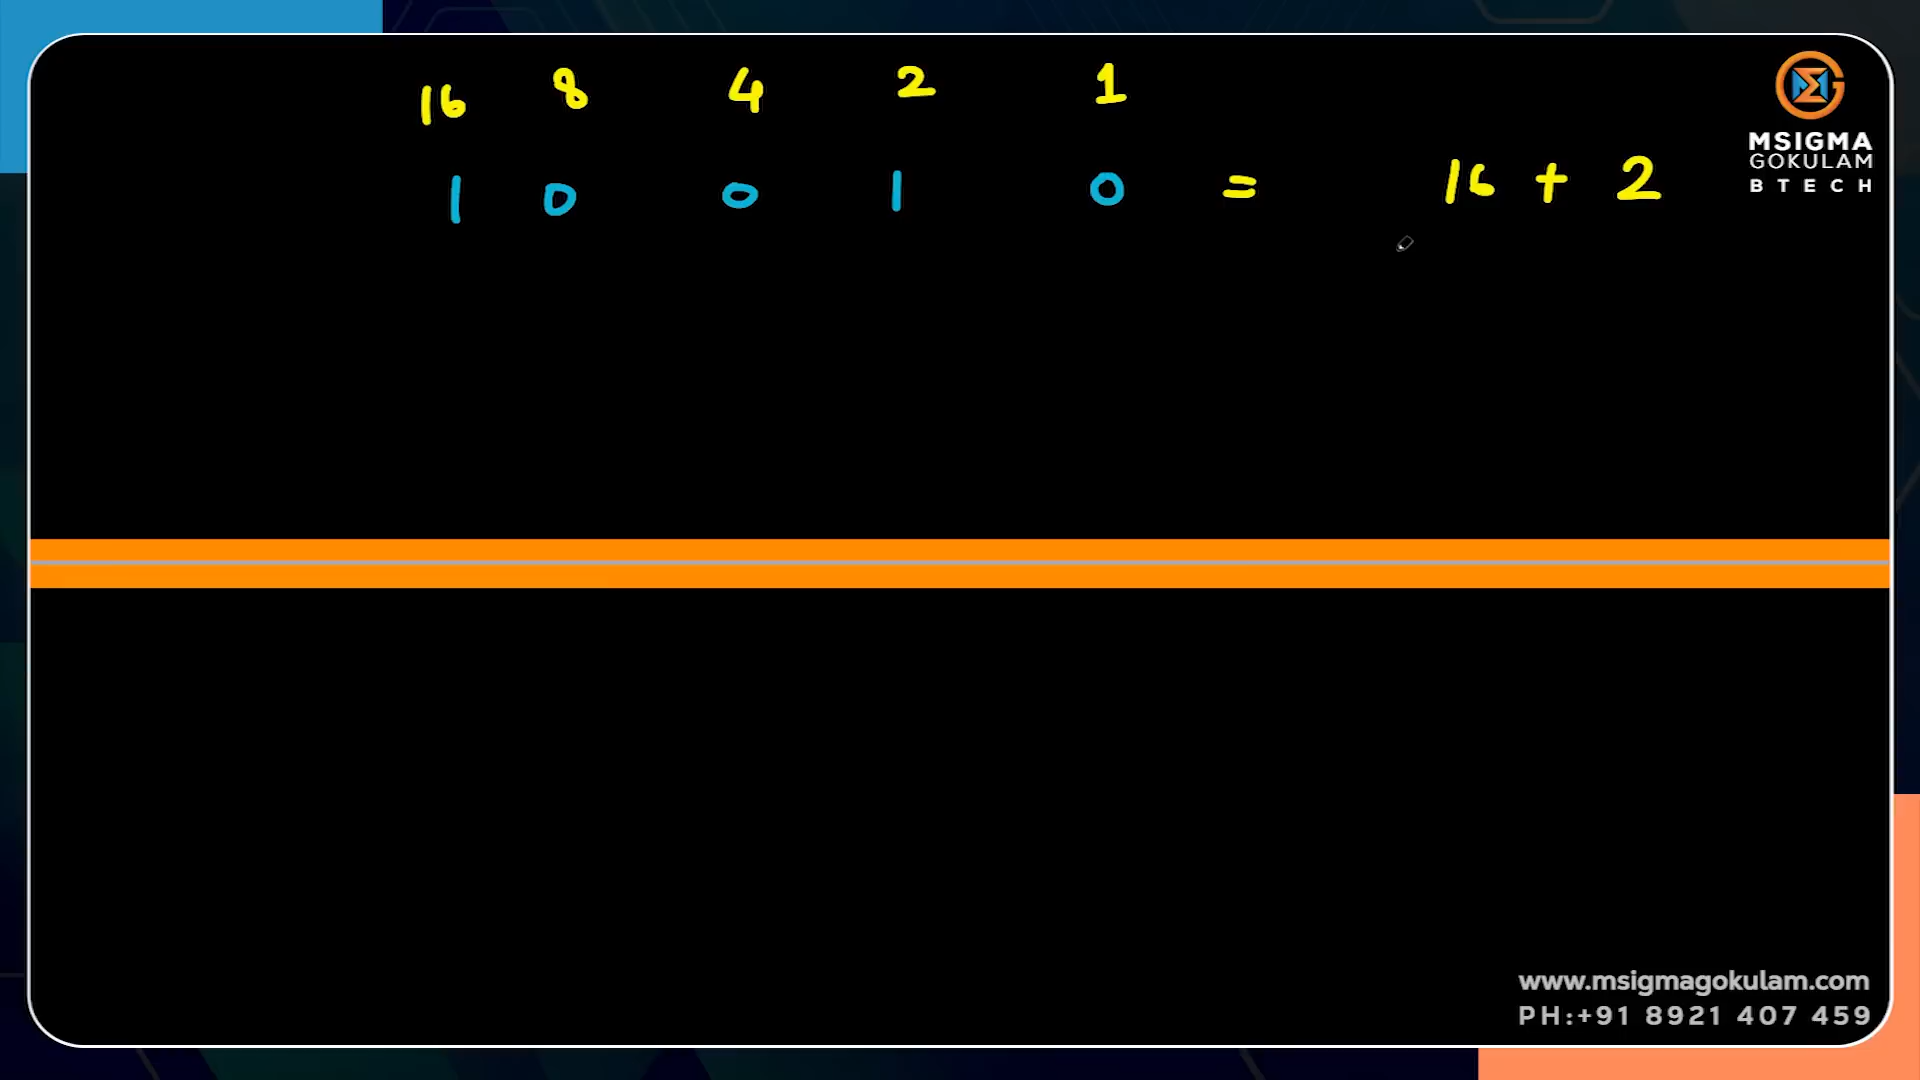 16 8 4 2 1
1 0 0 1 0 = 16 + 2
MSIGMA
GOKULAM
BTECH
www.msigmagokulam.com
PH:+91 8921 407 459